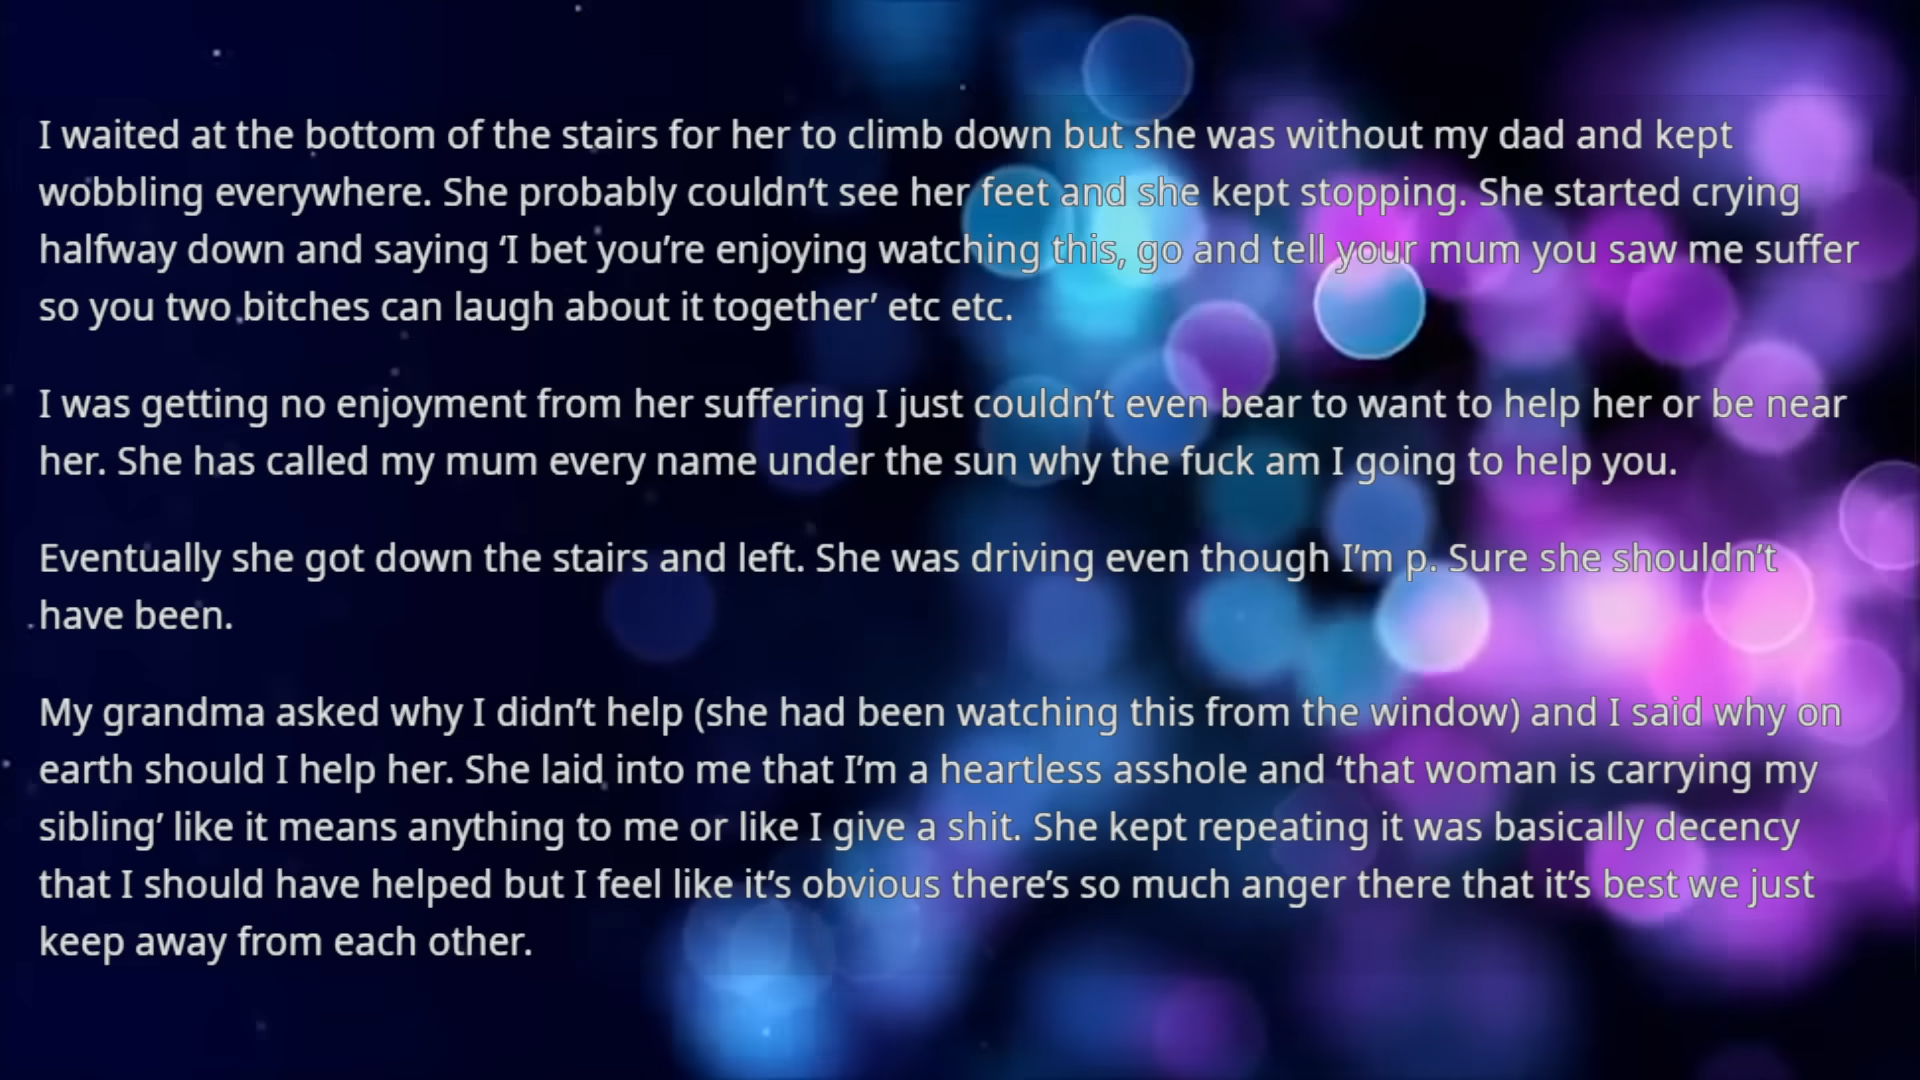 I waited at the bottom of the stairs for her to climb down but she was without my dad and kept
wobbling everywhere. She probably couldn’t see her feet and she kept stopping. She started crying
halfway down and saying ‘I bet you’re enjoying watching this, go and tell your mum you saw me suffer
so you two bitches can laugh about it together’ etc etc.
I was getting no enjoyment from her suffering I just couldn’t even bear to want to help her or be near
her. She has called my mum every name under the sun why the fuck am I going to help you.
Eventually she got down the stairs and left. She was driving even though I’m p. Sure she shouldn’t
have been.
My grandma asked why I didn’t help (she had been watching this from the window) and I said why on
earth should I help her. She laid into me that I’m a heartless asshole and ‘that woman is carrying my
sibling’ like it means anything to me or like I give a shit. She kept repeating it was basically decency
that I should have helped but I feel like it’s obvious there’s so much anger there that it’s best we just
keep away from each other.